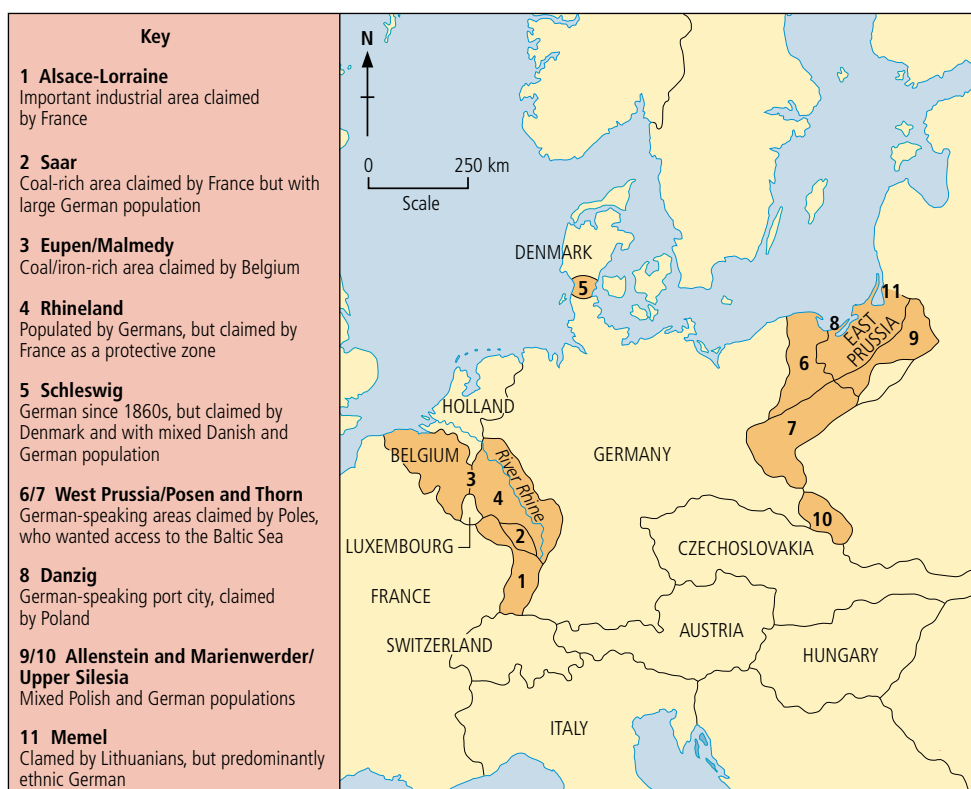 Key
1 Alsace-Lorraine
Important industrial area claimed
by France
2 Saar
Coal-rich area claimed by France but with
large German population
3 Eupen/Malmedy
Coal/iron-rich area claimed by Belgium
4 Rhineland
Populated by Germans, but claimed by
France as a protective zone
5 Schleswig
German since 1860s, but claimed by
Denmark and with mixed Danish and
German population
6/7 West Prussia/Posen and Thorn
German-speaking areas claimed by Poles,
who wanted access to the Baltic Sea
8 Danzig
German-speaking port city, claimed
by Poland
9/10 Allenstein and Marienwerder/
Upper Silesia
Mixed Polish and German populations
11 Memel
Clamed by Lithuanians, but predominantly
ethnic German
N
0 250 km
Scale
DENMARK
5
11
8
EAST
PRUSSIA
9
6
HOLLAND
7
BELGIUM
River Rhine
GERMANY
3
4
10
2
LUXEMBOURG
CZECHOSLOVAKIA
1
FRANCE
AUSTRIA
SWITZERLAND
HUNGARY
ITALY